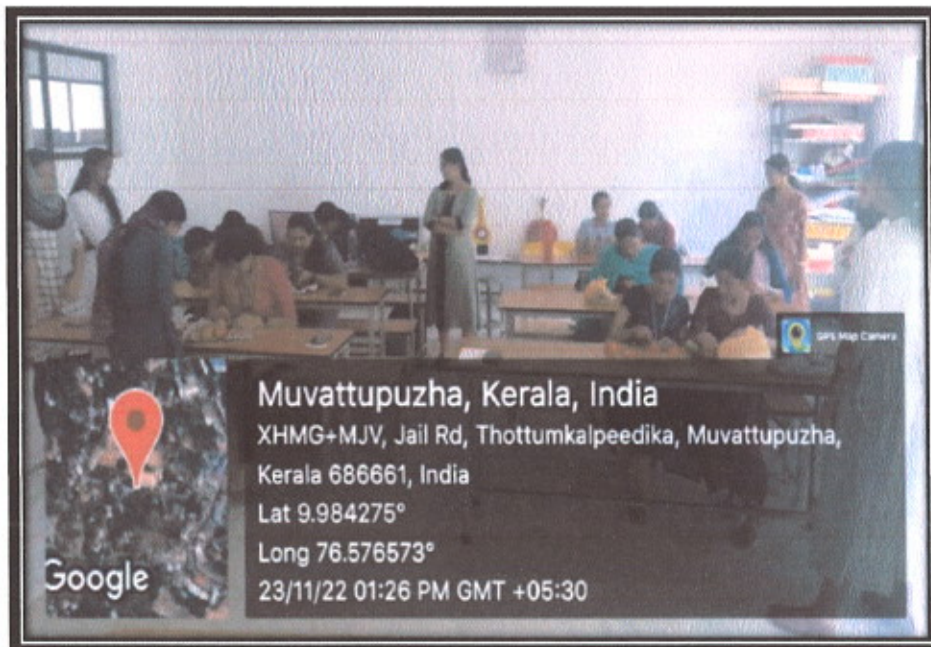 GPS Map Camera
Muvattupuzha, Kerala, India
XHMG+MJV, Jail Rd, Thottumkalpeedika, Muvattupuzha,
Kerala 686661, India
Lat 9.984275°
Long 76.576573°
23/11/22 01:26 PM GMT +05:30
Google